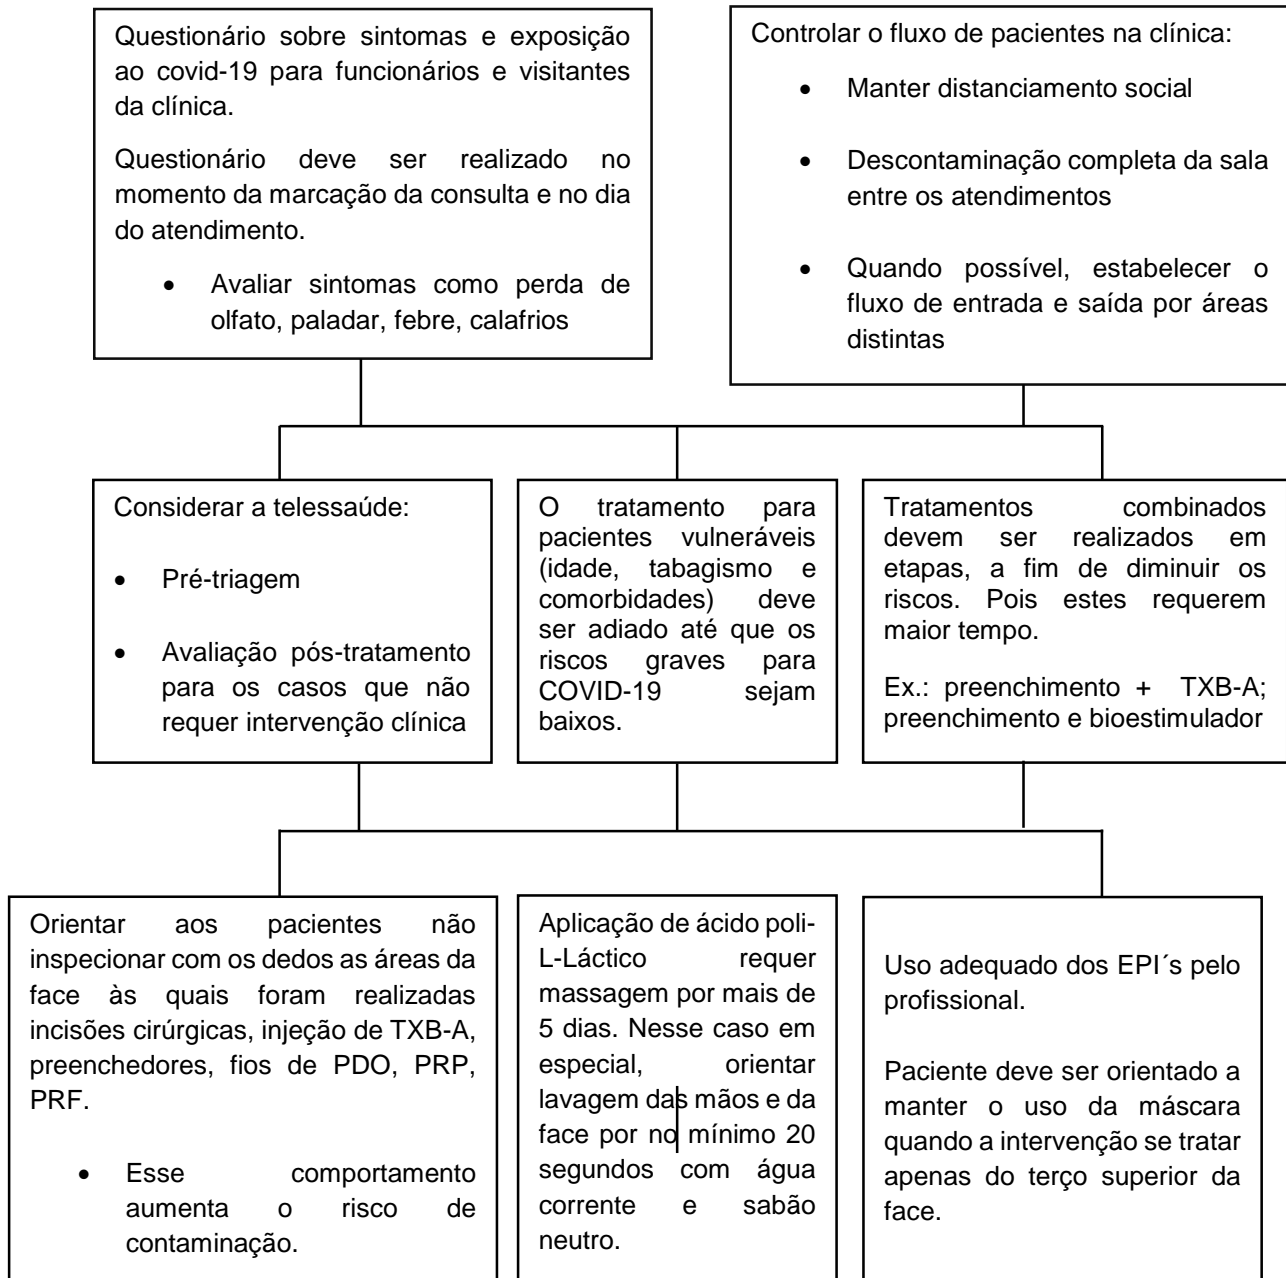 Questionário sobre sintomas e exposição
ao covid-19 para funcionários e visitantes
da clínica.
Questionário deve ser realizado no
momento da marcação da consulta e no dia
do atendimento.
• Avaliar sintomas como perda de
olfato, paladar, febre, calafrios
Controlar o fluxo de pacientes na clínica:
• Manter distanciamento social
• Descontaminação completa da sala
entre os atendimentos
• Quando possível, estabelecer o
fluxo de entrada e saída por áreas
distintas
Considerar a telessaúde:
• Pré-triagem
• Avaliação pós-tratamento
para os casos que não
requer intervenção clínica
O tratamento para
pacientes vulneráveis
(idade, tabagismo e
comorbidades) deve
ser adiado até que os
riscos graves para
COVID-19 sejam
baixos.
Tratamentos combinados
devem ser realizados em
etapas, a fim de diminuir os
riscos. Pois estes requerem
maior tempo.
Ex.: preenchimento + TXB-A;
preenchimento e bioestimulador
Orientar aos pacientes não
inspecionar com os dedos as áreas da
face às quais foram realizadas
incisões cirúrgicas, injeção de TXB-A,
preenchedores, fios de PDO, PRP,
PRF.
• Esse comportamento
aumenta o risco de
contaminação.
Aplicação de ácido poli-
L-Láctico requer
massagem por mais de
5 dias. Nesse caso em
especial, orientar
lavagem das mãos e da
face por no mínimo 20
segundos com água
corrente e sabão
neutro.
Uso adequado dos EPI´s pelo
profissional.
Paciente deve ser orientado a
manter o uso da máscara
quando a intervenção se tratar
apenas do terço superior da
face.